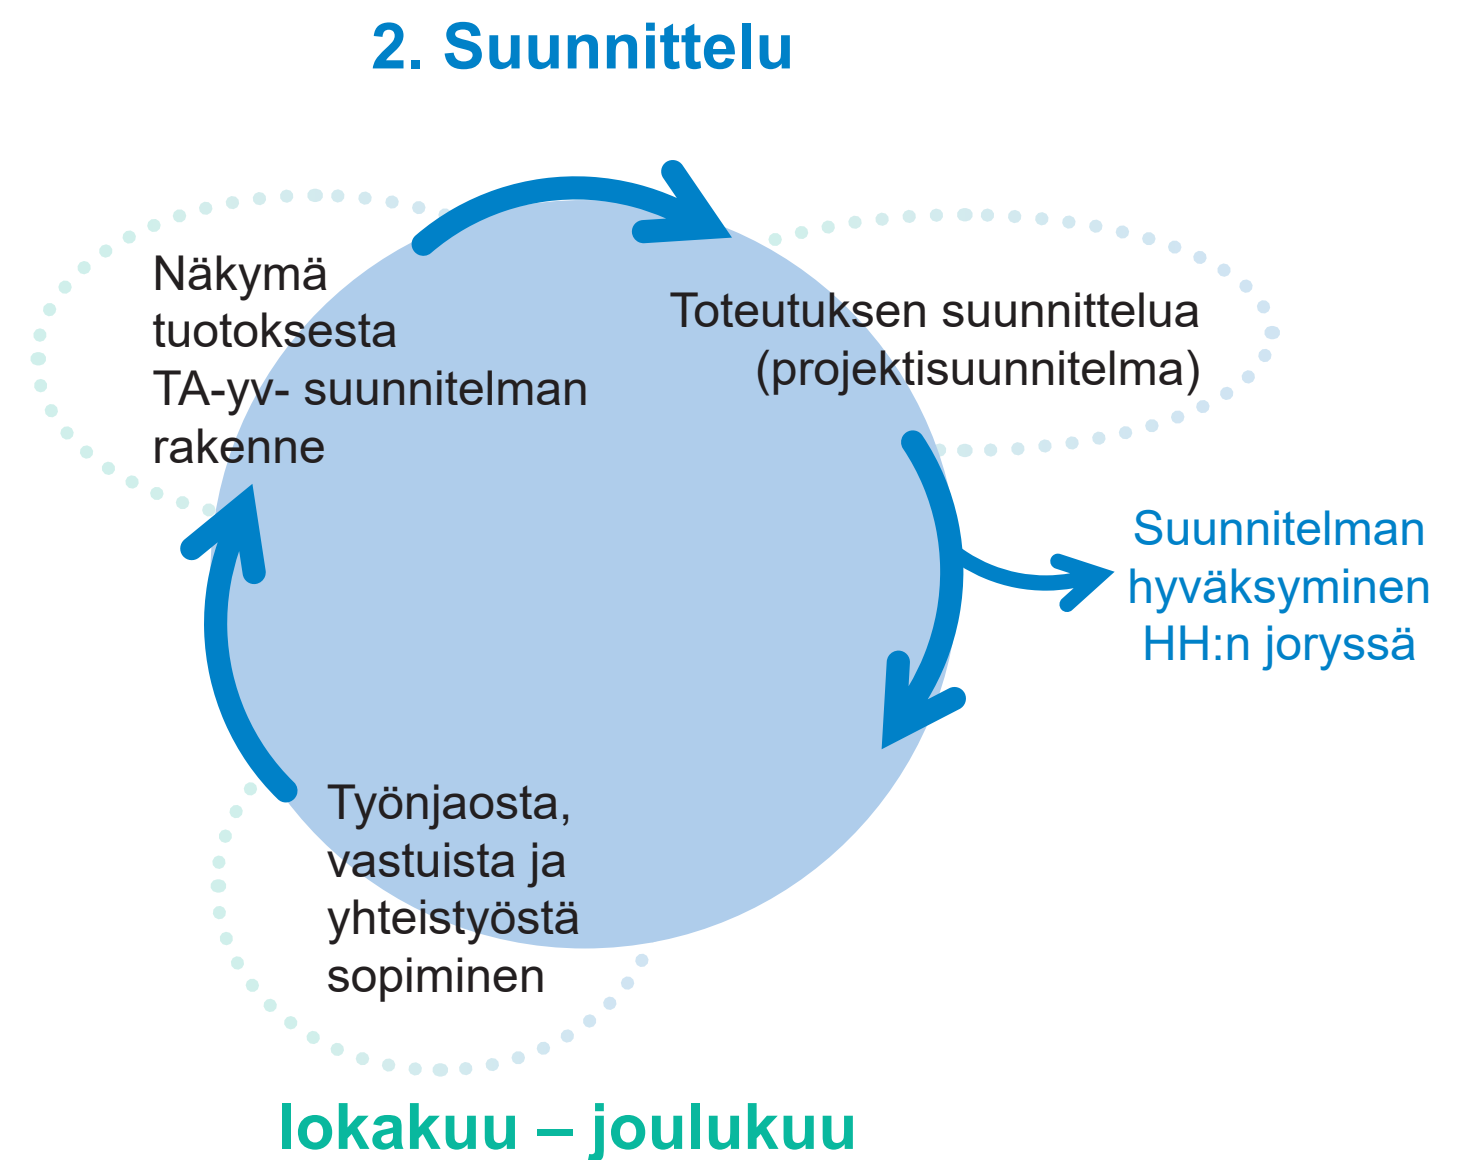 2. Suunnittelu
Näkymä
tuotoksesta
TA-yv- suunnitelman
rakenne
Toteutuksen suunnittelua
(projektisuunnitelma)
Suunnitelman
hyväksyminen
HH:n joryssä
Työnjaosta,
vastuista ja
yhteistyöstä
sopiminen
lokakuu – joulukuu